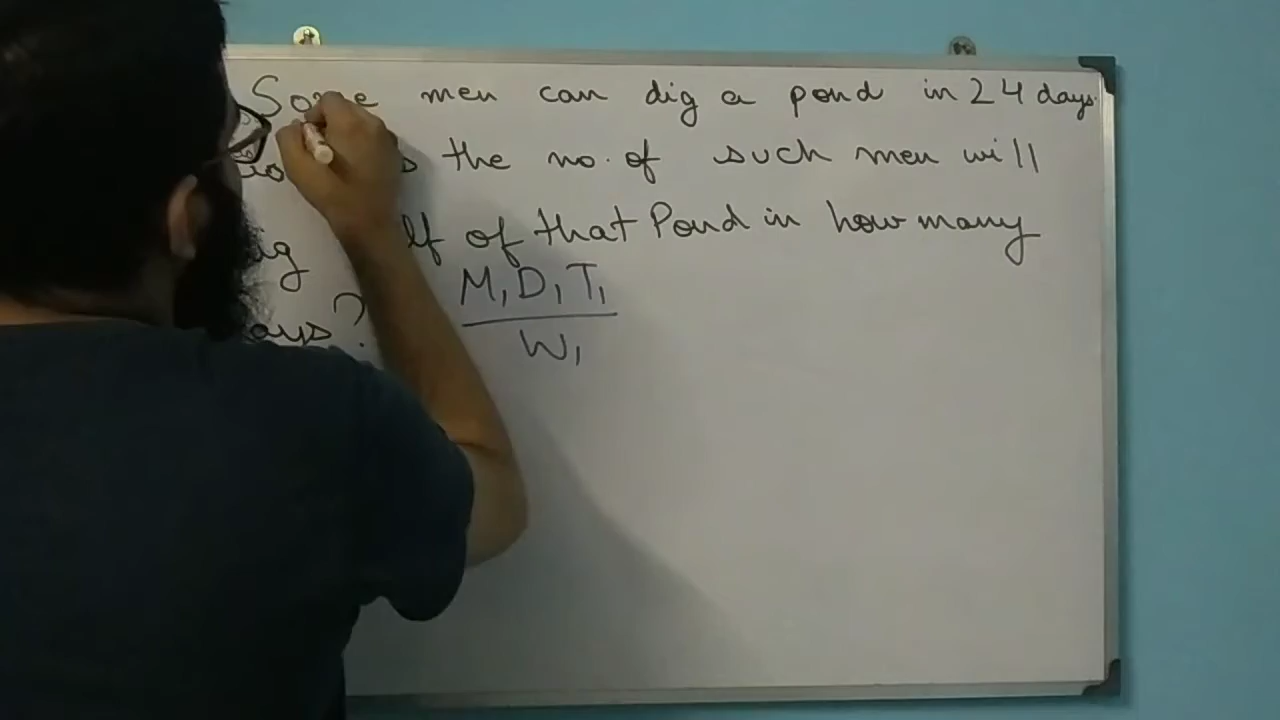 Some men can dig a pond in 24 days.
the no. of such men will
of that Pond in how many
M₁D₁T₁
W₁